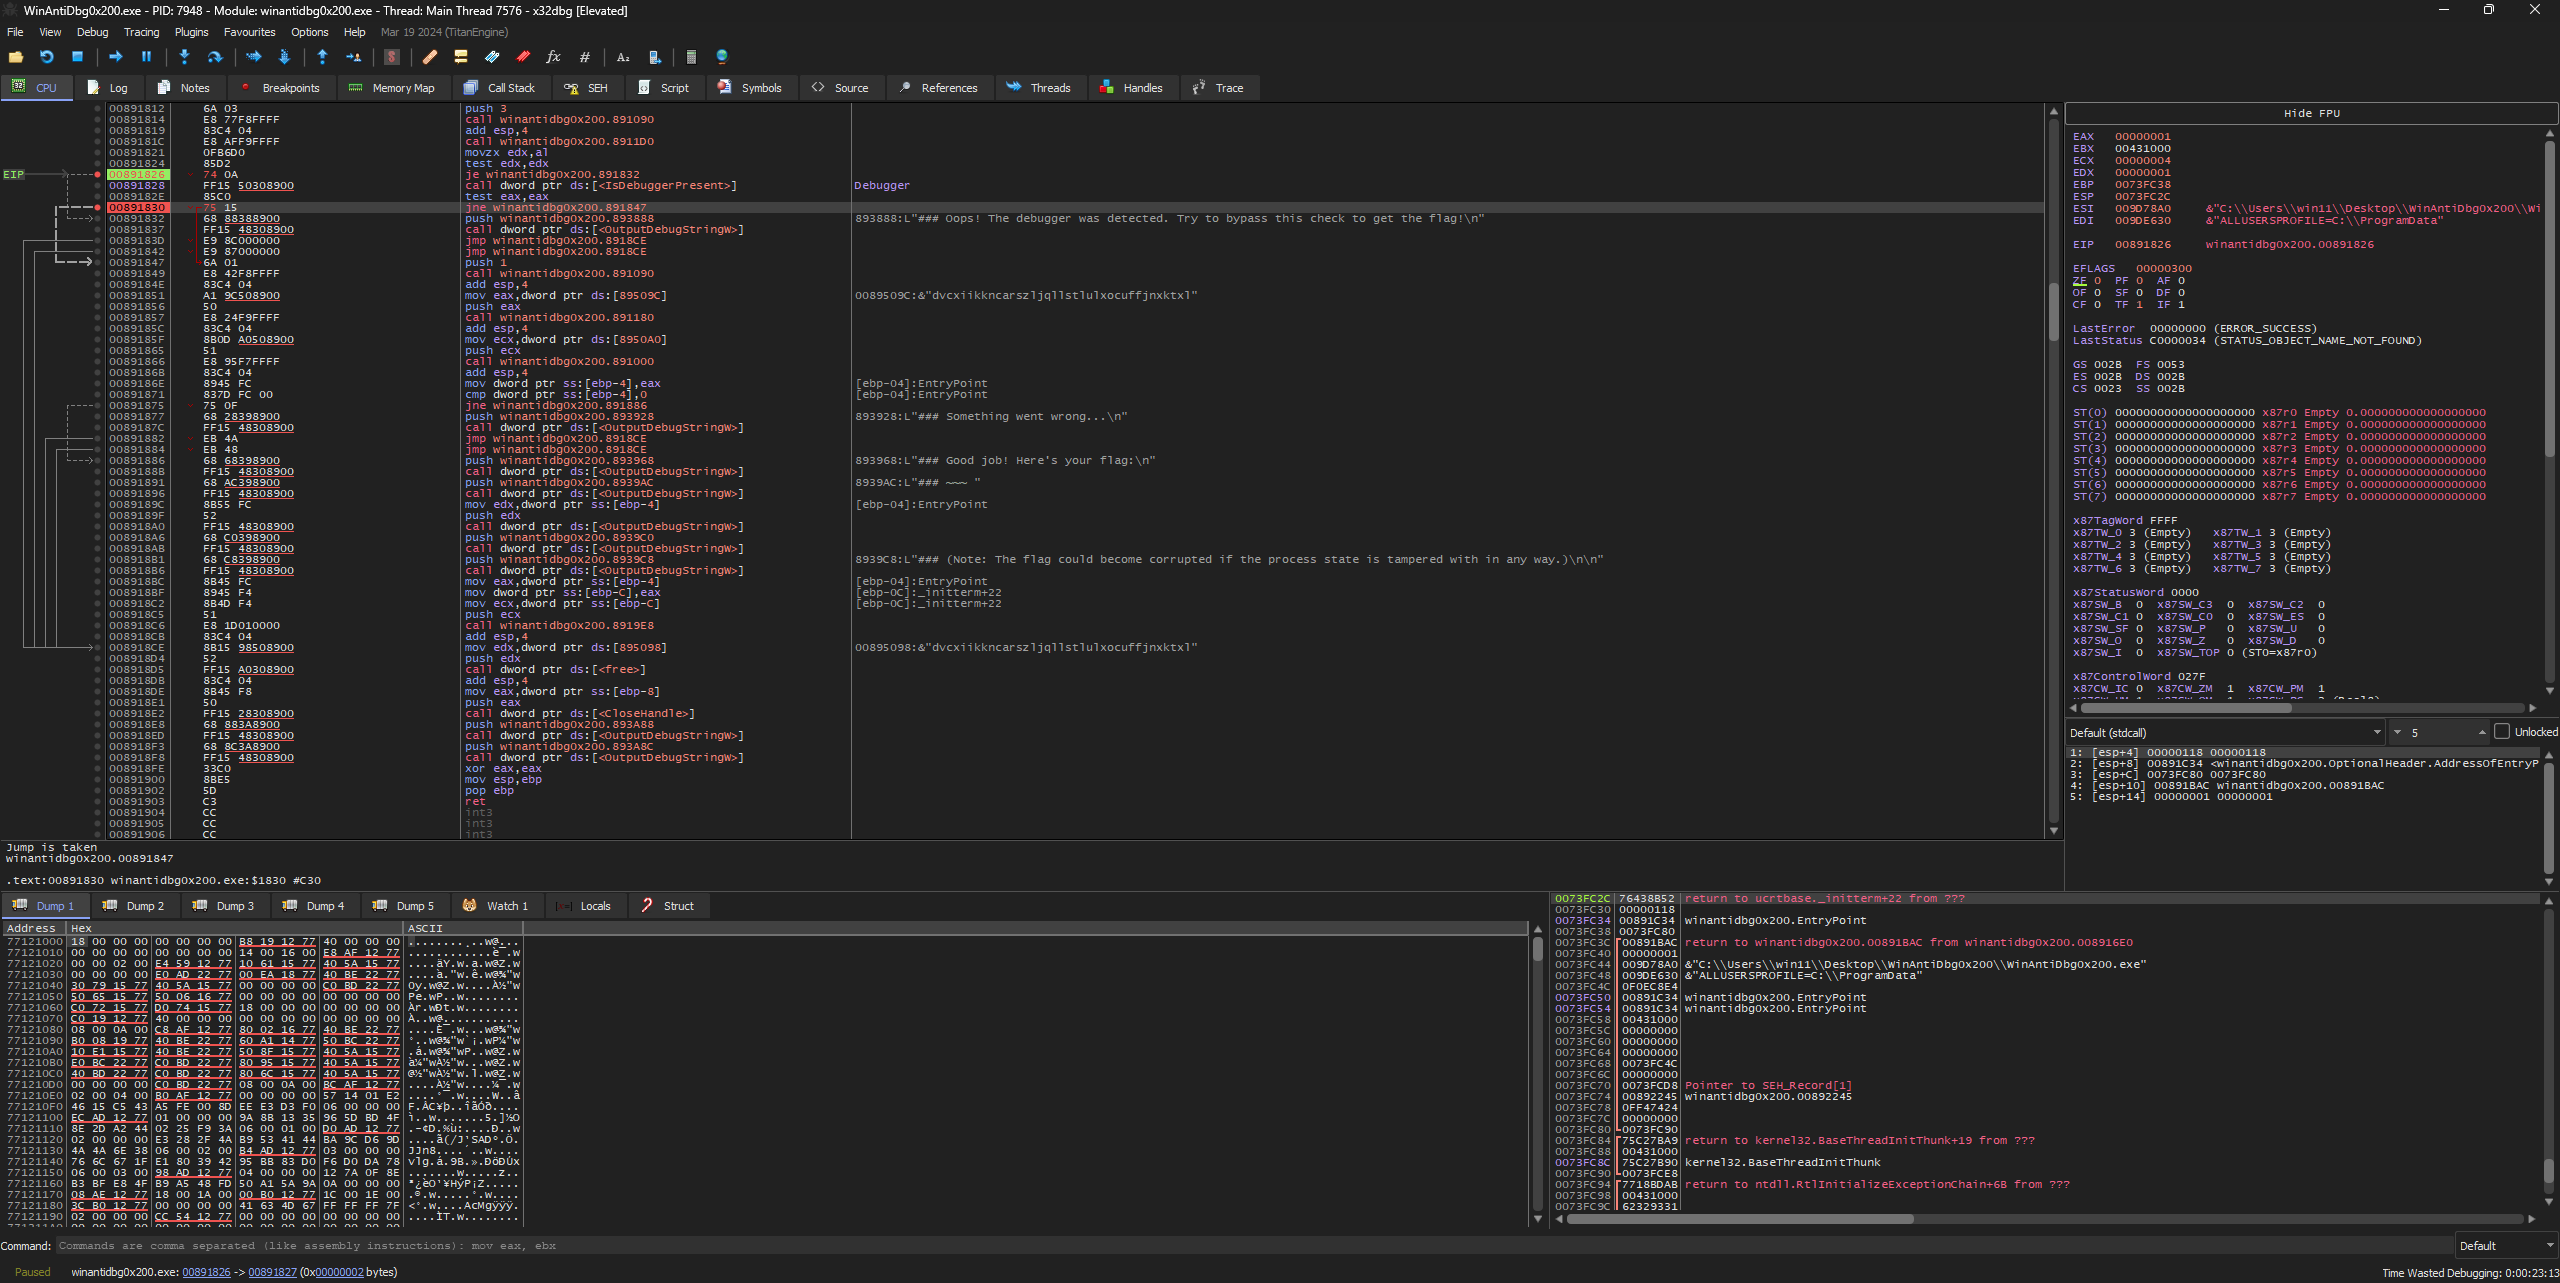 WinAntiDbg0x200.exe - PID: 7948 - Module: winantidbg0x200.exe - Thread: Main Thread 7576 - x32dbg [Elevated]
File View Debug Tracing Plugins Favourites Options Help Mar 19 2024 (TitanEngine)
CPU Log Notes Breakpoints Memory Map Call Stack SEH Script Symbols Source References Threads Handles Trace
00891812 6A 03 push 3
00891814 E8 77F8FFFF call winantidbg0x200.891090
00891819 83C4 04 add esp,4
0089181C E8 AFF9FFFF call winantidbg0x200.8911D0
00891821 0FB6D0 movzx edx,al
00891824 85D2 test edx,edx
EIP 00891826 74 0A je winantidbg0x200.891832
00891828 FF15 50308900 call dword ptr ds:[<IsDebuggerPresent>] Debugger
0089182E 85C0 test eax,eax
00891830 75 15 jne winantidbg0x200.891847
00891832 68 88388900 push winantidbg0x200.893888 893888:L"### Oops! The debugger was detected. Try to bypass this check to get the flag!\n"
00891837 FF15 48308900 call dword ptr ds:[<OutputDebugStringW>]
0089183D E9 8C000000 jmp winantidbg0x200.8918CE
00891842 E9 87000000 jmp winantidbg0x200.8918CE
00891847 6A 01 push 1
00891849 E8 42F8FFFF call winantidbg0x200.891090
0089184E 83C4 04 add esp,4
00891851 A1 9C508900 mov eax,dword ptr ds:[89509C] 0089509C:&"dvcxiikkncarszljqllstlulxocuffjnxktxl"
00891856 50 push eax
00891857 E8 24F9FFFF call winantidbg0x200.891180
0089185C 83C4 04 add esp,4
0089185F 8B0D A0508900 mov ecx,dword ptr ds:[8950A0]
00891865 51 push ecx
00891866 E8 95F7FFFF call winantidbg0x200.891000
0089186B 83C4 04 add esp,4
0089186E 8945 FC mov dword ptr ss:[ebp-4],eax [ebp-04]:EntryPoint
00891871 837D FC 00 cmp dword ptr ss:[ebp-4],0 [ebp-04]:EntryPoint
00891875 75 0F jne winantidbg0x200.891886
00891877 68 28398900 push winantidbg0x200.893928 893928:L"### Something went wrong...\n"
0089187C FF15 48308900 call dword ptr ds:[<OutputDebugStringW>]
00891882 EB 4A jmp winantidbg0x200.8918CE
00891884 EB 48 jmp winantidbg0x200.8918CE
00891886 68 68398900 push winantidbg0x200.893968 893968:L"### Good job! Here's your flag:\n"
0089188B FF15 48308900 call dword ptr ds:[<OutputDebugStringW>]
00891891 68 AC398900 push winantidbg0x200.8939AC 8939AC:L"### ~~~ "
00891896 FF15 48308900 call dword ptr ds:[<OutputDebugStringW>]
0089189C 8B55 FC mov edx,dword ptr ss:[ebp-4] [ebp-04]:EntryPoint
0089189F 52 push edx
008918A0 FF15 48308900 call dword ptr ds:[<OutputDebugStringW>]
008918A6 68 C0398900 push winantidbg0x200.8939C0
008918AB FF15 48308900 call dword ptr ds:[<OutputDebugStringW>]
008918B1 68 C8398900 push winantidbg0x200.8939C8 8939C8:L"### (Note: The flag could become corrupted if the process state is tampered with in any way.)\n\n"
008918B6 FF15 48308900 call dword ptr ds:[<OutputDebugStringW>]
008918BC 8B45 FC mov eax,dword ptr ss:[ebp-4] [ebp-04]:EntryPoint
008918BF 8945 F4 mov dword ptr ss:[ebp-C],eax [ebp-0C]:_initterm+22
008918C2 8B4D F4 mov ecx,dword ptr ss:[ebp-C] [ebp-0C]:_initterm+22
008918C5 51 push ecx
008918C6 E8 1D010000 call winantidbg0x200.8919E8
008918CB 83C4 04 add esp,4
008918CE 8B15 98508900 mov edx,dword ptr ds:[895098] 00895098:&"dvcxiikkncarszljqllstlulxocuffjnxktxl"
008918D4 52 push edx
008918D5 FF15 A0308900 call dword ptr ds:[<free>]
008918DB 83C4 04 add esp,4
008918DE 8B45 F8 mov eax,dword ptr ss:[ebp-8]
008918E1 50 push eax
008918E2 FF15 28308900 call dword ptr ds:[<CloseHandle>]
008918E8 68 883A8900 push winantidbg0x200.893A88
008918ED FF15 48308900 call dword ptr ds:[<OutputDebugStringW>]
008918F3 68 8C3A8900 push winantidbg0x200.893A8C
008918F8 FF15 48308900 call dword ptr ds:[<OutputDebugStringW>]
008918FE 33C0 xor eax,eax
00891900 8BE5 mov esp,ebp
00891902 5D pop ebp
00891903 C3 ret
00891904 CC int3
00891905 CC int3
00891906 CC int3
Jump is taken
winantidbg0x200.00891847
.text:00891830 winantidbg0x200.exe:$1830 #C30
Hide FPU
EAX 00000001
EBX 00431000
ECX 00000004
EDX 00000001
EBP 0073FC38
ESP 0073FC2C
ESI 009D78A0 &"C:\\Users\\win11\\Desktop\\WinAntiDbg0x200\\Wi
EDI 009DE630 &"ALLUSERSPROFILE=C:\\ProgramData"
EIP 00891826 winantidbg0x200.00891826
EFLAGS 00000300
ZF 0 PF 0 AF 0
OF 0 SF 0 DF 0
CF 0 TF 1 IF 1
LastError 00000000 (ERROR_SUCCESS)
LastStatus C0000034 (STATUS_OBJECT_NAME_NOT_FOUND)
GS 002B FS 0053
ES 002B DS 002B
CS 0023 SS 002B
ST(0) 00000000000000000000 x87r0 Empty 0.000000000000000000
ST(1) 00000000000000000000 x87r1 Empty 0.000000000000000000
ST(2) 00000000000000000000 x87r2 Empty 0.000000000000000000
ST(3) 00000000000000000000 x87r3 Empty 0.000000000000000000
ST(4) 00000000000000000000 x87r4 Empty 0.000000000000000000
ST(5) 00000000000000000000 x87r5 Empty 0.000000000000000000
ST(6) 00000000000000000000 x87r6 Empty 0.000000000000000000
ST(7) 00000000000000000000 x87r7 Empty 0.000000000000000000
x87TagWord FFFF
x87TW_0 3 (Empty) x87TW_1 3 (Empty)
x87TW_2 3 (Empty) x87TW_3 3 (Empty)
x87TW_4 3 (Empty) x87TW_5 3 (Empty)
x87TW_6 3 (Empty) x87TW_7 3 (Empty)
x87StatusWord 0000
x87SW_B 0 x87SW_C3 0 x87SW_C2 0
x87SW_C1 0 x87SW_C0 0 x87SW_ES 0
x87SW_SF 0 x87SW_P 0 x87SW_U 0
x87SW_O 0 x87SW_Z 0 x87SW_D 0
x87SW_I 0 x87SW_TOP 0 (ST0=x87r0)
x87ControlWord 027F
x87CW_IC 0 x87CW_ZM 1 x87CW_PM 1
Default (stdcall) 5 Unlocked
1: [esp+4] 00000118 00000118
2: [esp+8] 00891C34 <winantidbg0x200.OptionalHeader.AddressOfEntryP
3: [esp+C] 0073FC80 0073FC80
4: [esp+10] 00891BAC winantidbg0x200.00891BAC
5: [esp+14] 00000001 00000001
Dump 1 Dump 2 Dump 3 Dump 4 Dump 5 Watch 1 Locals Struct
Address Hex ASCII
77121000 18 00 00 00 00 00 00 00 B8 19 12 77 40 00 00 00
77121010 00 00 00 00 00 00 00 00 14 00 16 00 E8 AF 12 77
77121020 00 00 02 00 E4 59 12 77 10 61 15 77 40 5A 15 77
77121030 00 00 00 00 E0 AD 22 77 00 EA 18 77 40 BE 22 77
77121040 30 79 15 77 40 5A 15 77 00 00 00 00 C0 BD 22 77
77121050 50 65 15 77 50 06 16 77 00 00 00 00 00 00 00 00
77121060 C0 72 15 77 D0 74 15 77 18 00 00 00 00 00 00 00
77121070 C0 19 12 77 40 00 00 00 00 00 00 00 00 00 00 00
77121080 08 00 0A 00 C8 AF 12 77 80 02 16 77 40 BE 22 77
77121090 B0 08 19 77 40 BE 22 77 60 A1 14 77 50 BC 22 77
771210A0 10 E1 15 77 40 BE 22 77 50 8F 15 77 40 5A 15 77
771210B0 E0 BC 22 77 C0 BD 22 77 80 95 15 77 40 5A 15 77
771210C0 40 BD 22 77 C0 BD 22 77 80 6C 15 77 40 5A 15 77
771210D0 00 00 00 00 C0 BD 22 77 08 00 0A 00 BC AF 12 77
771210E0 02 00 04 00 B0 AF 12 77 00 00 00 00 57 14 01 E2
771210F0 46 15 C5 43 A5 FE 00 8D EE E3 D3 F0 06 00 00 00
77121100 EC AD 12 77 01 00 00 00 9A 8B 13 35 96 5D BD 4F
77121110 8E 2D A2 44 02 25 F9 3A 06 00 01 00 D0 AD 12 77
77121120 02 00 00 00 E3 28 2F 4A B9 53 41 44 BA 9C D6 9D
77121130 4A 4A 6E 38 06 00 02 00 B4 AD 12 77 03 00 00 00
77121140 76 6C 67 1F E1 80 39 42 95 BB 83 D0 F6 D0 DA 78
77121150 06 00 03 00 98 AD 12 77 04 00 00 00 12 7A 0F 8E
77121160 B3 BF E8 4F B9 A5 48 FD 50 A1 5A 9A 0A 00 00 00
77121170 08 AE 12 77 18 00 1A 00 00 B0 12 77 1C 00 1E 00
77121180 3C B0 12 77 00 00 00 00 41 63 4D 67 FF FF FF 7F
77121190 02 00 00 00 CC 54 12 77 00 00 00 00 00 00 00 00
0073FC2C 76438B52 return to ucrtbase._initterm+22 from ???
0073FC30 00000118
0073FC34 00891C34 winantidbg0x200.EntryPoint
0073FC38 0073FC80
0073FC3C 00891BAC return to winantidbg0x200.00891BAC from winantidbg0x200.008916E0
0073FC40 00000001
0073FC44 009D78A0 &"C:\\Users\\win11\\Desktop\\WinAntiDbg0x200\\WinAntiDbg0x200.exe"
0073FC48 009DE630 &"ALLUSERSPROFILE=C:\\ProgramData"
0073FC4C 0F0EC8E4
0073FC50 00891C34 winantidbg0x200.EntryPoint
0073FC54 00891C34 winantidbg0x200.EntryPoint
0073FC58 00431000
0073FC5C 00000000
0073FC60 00000000
0073FC64 00000000
0073FC68 0073FC4C
0073FC6C 00000000
0073FC70 0073FCD8 Pointer to SEH_Record[1]
0073FC74 00892245 winantidbg0x200.00892245
0073FC78 0FF47424
0073FC7C 00000000
0073FC80 0073FC90
0073FC84 75C27BA9 return to kernel32.BaseThreadInitThunk+19 from ???
0073FC88 00431000
0073FC8C 75C27B90 kernel32.BaseThreadInitThunk
0073FC90 0073FCE8
0073FC94 7718BDAB return to ntdll.RtlInitializeExceptionChain+6B from ???
0073FC98 00431000
0073FC9C 62329331
Command: Commands are comma separated (like assembly instructions): mov eax, ebx Default
Paused winantidbg0x200.exe: 00891826 -> 00891827 (0x00000002 bytes) Time Wasted Debugging: 0:00:23:13